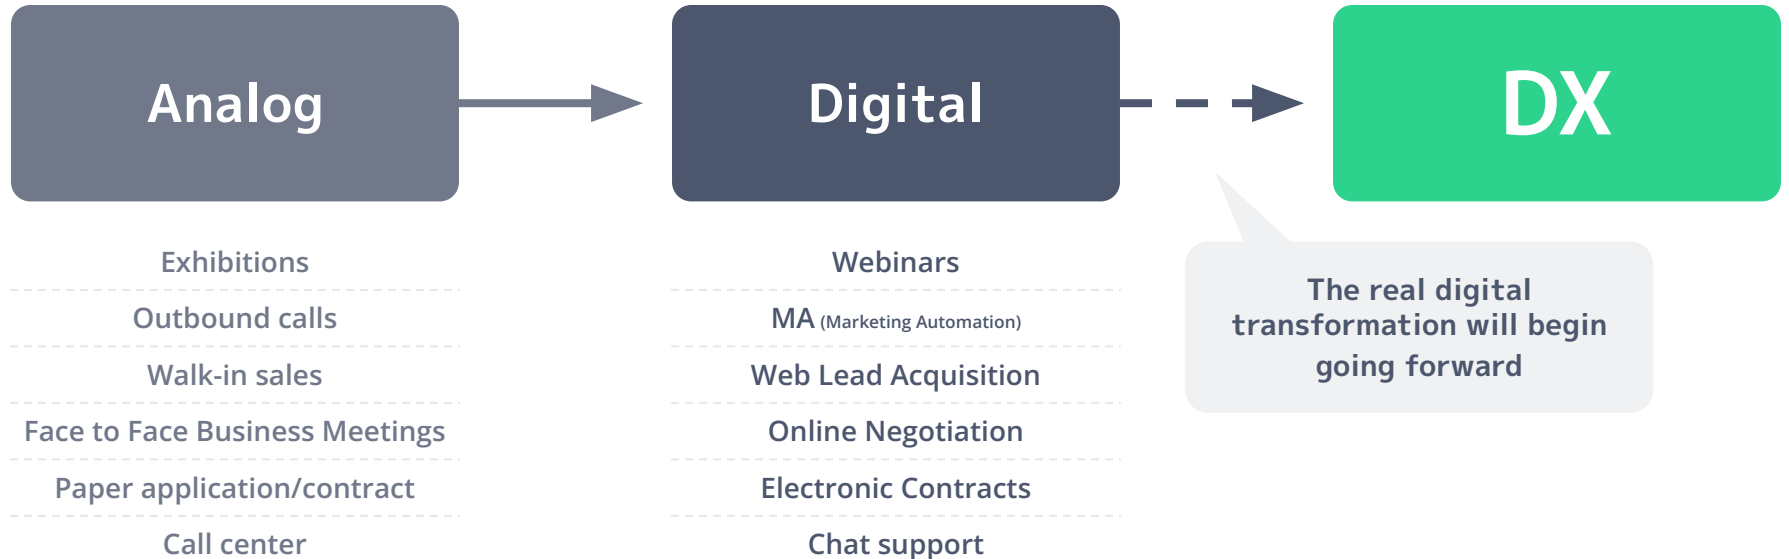 Analog
Digital
DX
Exhibitions
Outbound calls
Walk-in sales
Face to Face Business Meetings
Paper application/contract
Call center
Webinars
MA (Marketing Automation)
Web Lead Acquisition
Online Negotiation
Electronic Contracts
Chat support
The real digital
transformation will begin
going forward